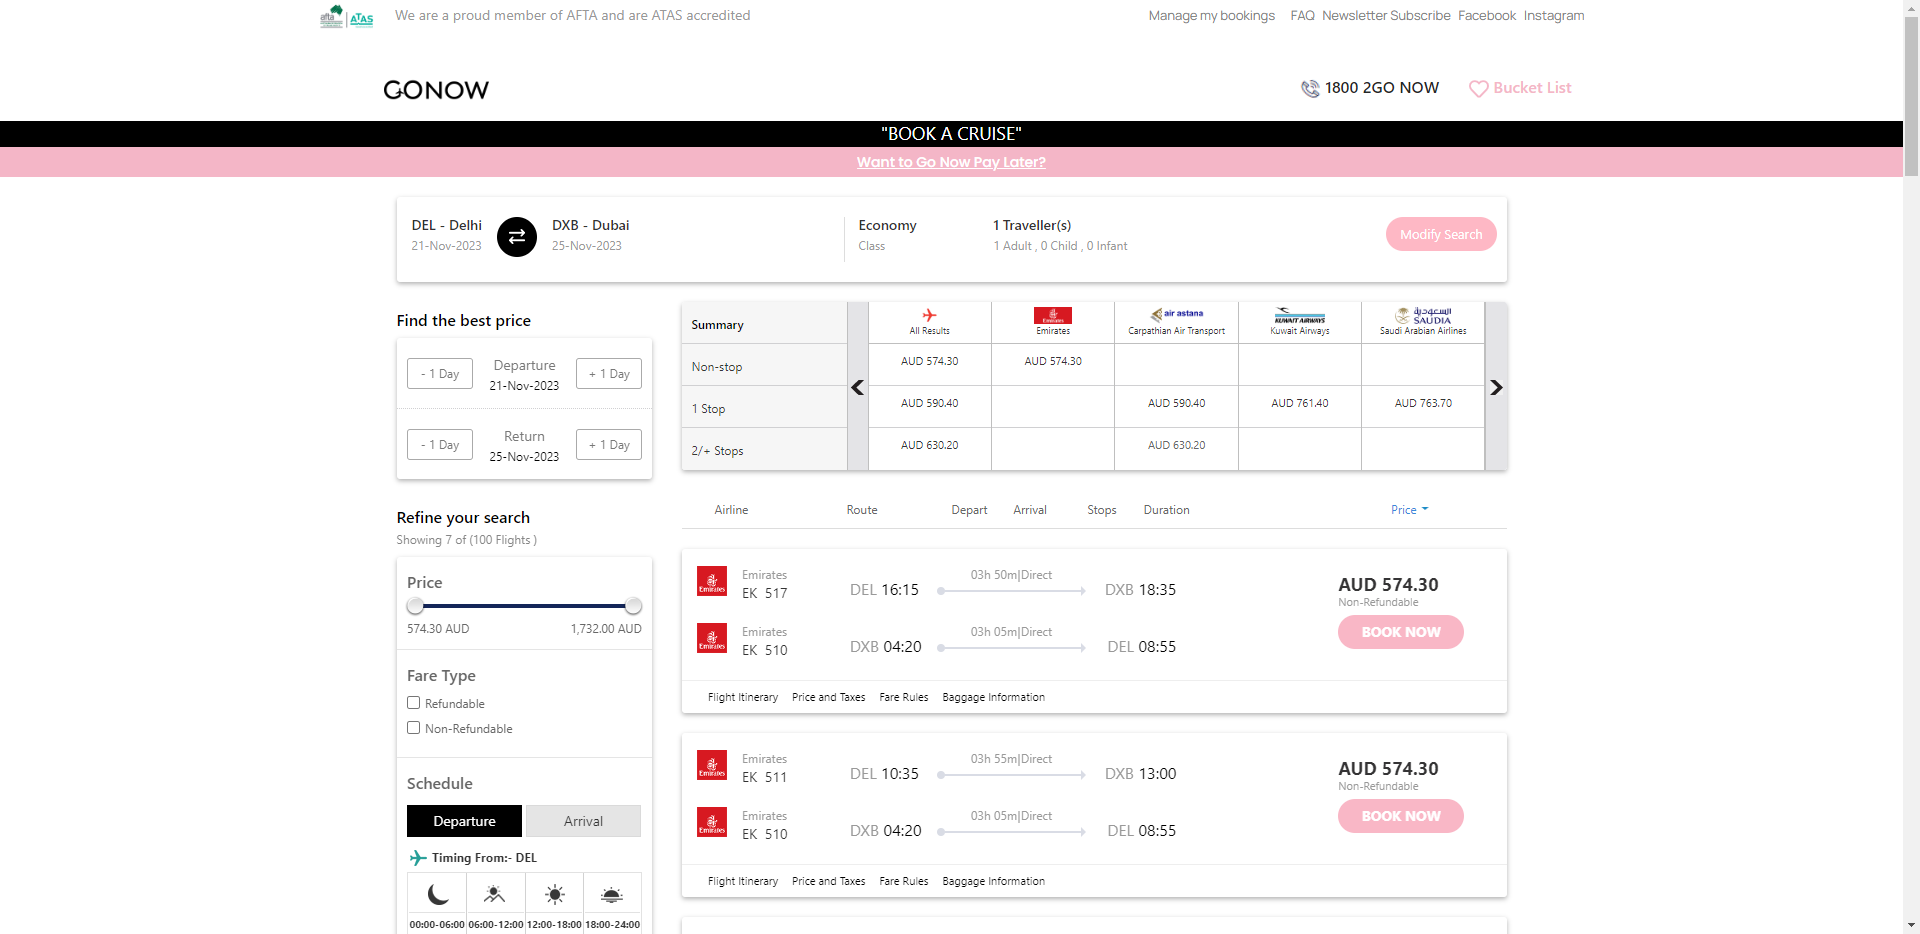 afta ATAS We are a proud member of AFTA and are ATAS accredited Manage my bookings FAQ Newsletter Subscribe Facebook Instagram
GONOW 1800 2GO NOW Bucket List
"BOOK A CRUISE"
Want to Go Now Pay Later?
DEL - Delhi DXB - Dubai Economy 1 Traveller(s) Modify Search
21-Nov-2023 25-Nov-2023 Class 1 Adult , 0 Child , 0 Infant
Find the best price
- 1 Day Departure + 1 Day
21-Nov-2023
- 1 Day Return + 1 Day
25-Nov-2023
Summary All Results Emirates Emirates air astana Carpathian Air Transport KUWAIT AIRWAYS Kuwait Airways السعودية SAUDIA Saudi Arabian Airlines
Non-stop AUD 574.30 AUD 574.30
1 Stop AUD 590.40 AUD 590.40 AUD 761.40 AUD 763.70
2/+ Stops AUD 630.20 AUD 630.20
Refine your search
Showing 7 of (100 Flights )
Price
574.30 AUD 1,732.00 AUD
Fare Type
Refundable
Non-Refundable
Schedule
Departure Arrival
Timing From:- DEL
00:00-06:00 06:00-12:00 12:00-18:00 18:00-24:00
Airline Route Depart Arrival Stops Duration Price
Emirates Emirates 03h 50m|Direct
EK 517 DEL 16:15 DXB 18:35 AUD 574.30
Non-Refundable
Emirates Emirates 03h 05m|Direct BOOK NOW
EK 510 DXB 04:20 DEL 08:55
Flight Itinerary Price and Taxes Fare Rules Baggage Information
Emirates Emirates 03h 55m|Direct
EK 511 DEL 10:35 DXB 13:00 AUD 574.30
Non-Refundable
Emirates Emirates 03h 05m|Direct BOOK NOW
EK 510 DXB 04:20 DEL 08:55
Flight Itinerary Price and Taxes Fare Rules Baggage Information